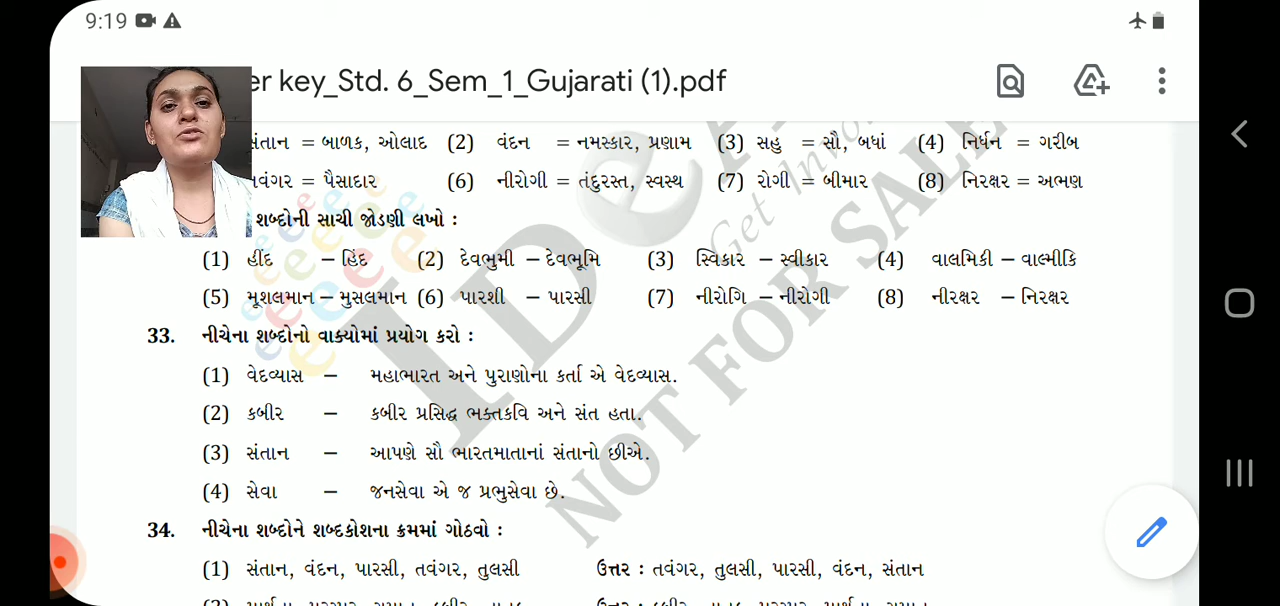 9:19
er key_Std. 6_Sem_1_Gujarati (1).pdf
સંતાન = બાળક, ઓલાદ (2) વંદન = નમસ્કાર, પ્રણામ (3) સહુ = સૌ, બધાં (4) નિર્ધન = ગરીબ
તવંગર = પૈસાદાર (6) નીરોગી = તંદુરસ્ત, સ્વસ્થ (7) રોગી = બીમાર (8) નિરક્ષર = અભણ
શબ્દોની સાચી જોડણી લખો :
(1) હીંદ – હિંદ (2) દેવભુમી – દેવભૂમિ (3) સ્વિકાર – સ્વીકાર (4) વાલમિકી – વાલ્મીકિ
(5) મૂશલમાન – મુસલમાન (6) પારશી – પારસી (7) નીરોગિ – નીરોગી (8) નીરક્ષર – નિરક્ષર
33. નીચેના શબ્દોનો વાક્યોમાં પ્રયોગ કરો :
(1) વેદવ્યાસ – મહાભારત અને પુરાણોના કર્તા એ વેદવ્યાસ.
(2) કબીર – કબીર પ્રસિદ્ધ ભક્તકવિ અને સંત હતા.
(3) સંતાન – આપણે સૌ ભારતમાતાનાં સંતાનો છીએ.
(4) સેવા – જનસેવા એ જ પ્રભુસેવા છે.
34. નીચેના શબ્દોને શબ્દકોશના ક્રમમાં ગોઠવો :
(1) સંતાન, વંદન, પારસી, તવંગર, તુલસી ઉત્તર : તવંગર, તુલસી, પારસી, વંદન, સંતાન
NOT FOR SALE